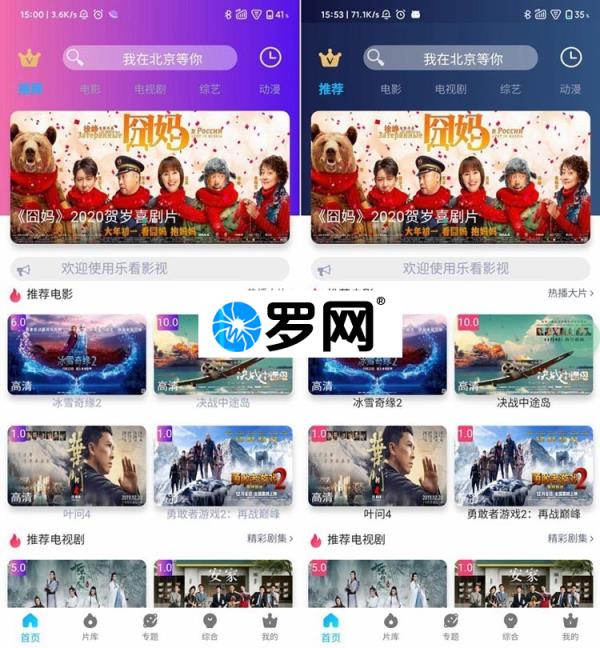 15:00 | 3.6K/s
41%
我在北京等你
推荐
电影
电视剧
综艺
动漫
徐峥
囧妈
Затерянные
в России
《囧妈》2020贺岁喜剧片
大年初一 看囧妈 抱妈妈
欢迎使用乐看影视
推荐电影
热播大片
6.0
冰雪奇缘2
高清
冰雪奇缘2
10.0
决战中途岛
高清
决战中途岛
1.0
叶问
2019.12.20
高清
叶问4
1.0
勇敢者游戏2
高清
勇敢者游戏2：再战巅峰
推荐电视剧
精彩剧集>
5.0
1.0
安家
首页
片库
专题
综合
我的
罗网®
15:53 | 71.1K/s
35%
我在北京等你
推荐
电影
电视剧
综艺
动漫
徐峥
囧妈
Затерянные
в России
《囧妈》2020贺岁喜剧片
大年初一 看囧妈 抱妈妈
欢迎使用乐看影视
推荐电影
热播大片>
冰雪奇缘2
高清
冰雪奇缘2
10.0
决战中途岛
高清
决战中途岛
1.0
叶问
2019.12.20
高清
叶问4
1.0
勇敢者游戏2
高清
勇敢者游戏2：再战巅峰
推荐电视剧
精彩剧集>
5.0
1.0
安家
首页
片库
专题
综合
我的